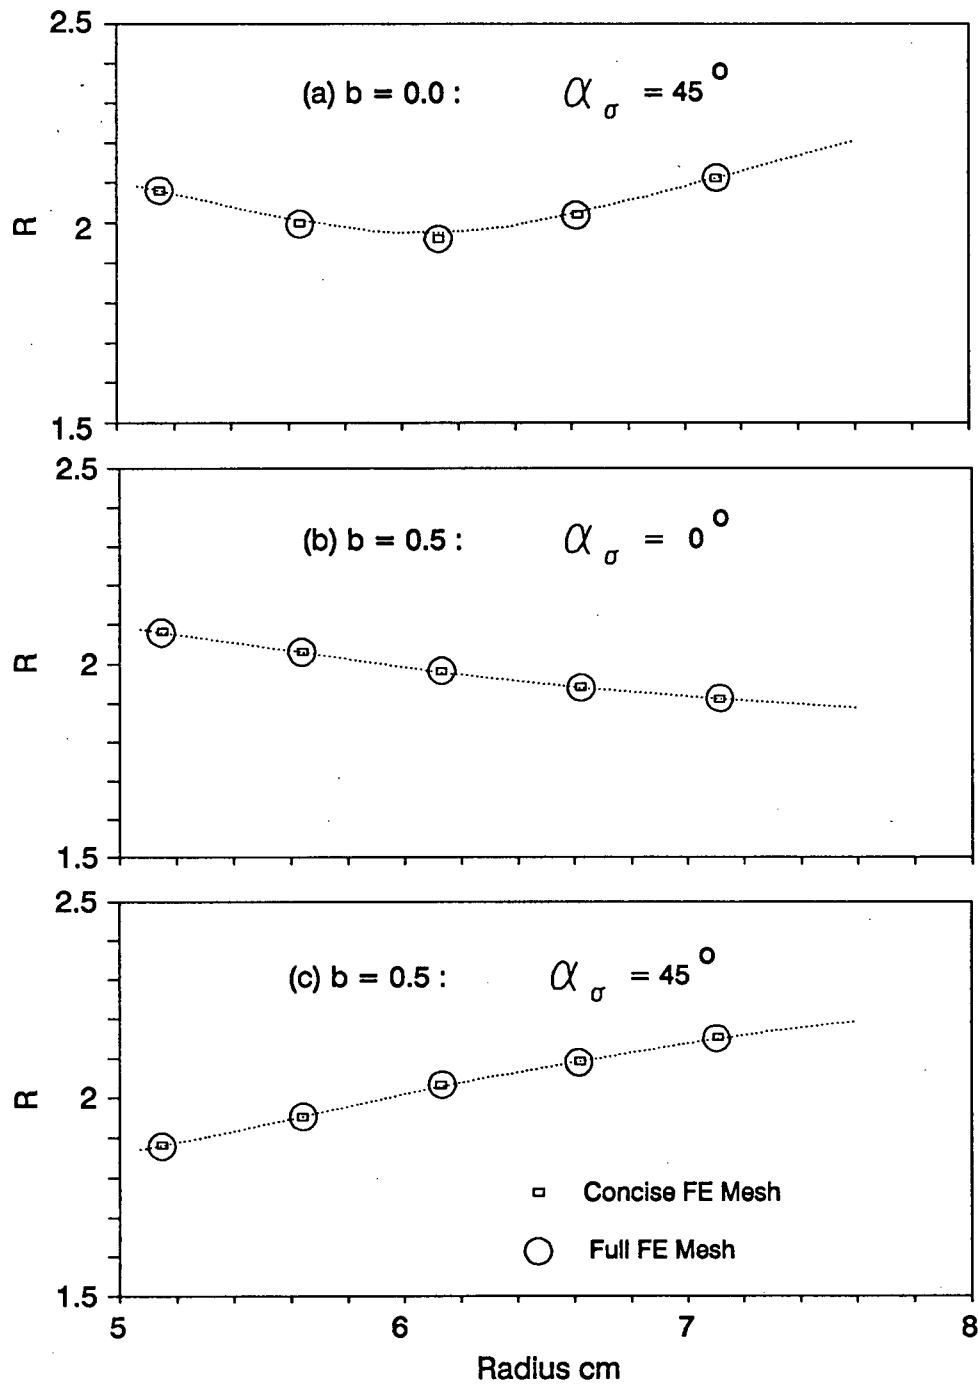 2.5
(a) b = 0.0 : α σ = 45 °
R
2
1.5
2.5
(b) b = 0.5 : α σ = 0 °
R
2
1.5
2.5
(c) b = 0.5 : α σ = 45 °
R
2
Concise FE Mesh
Full FE Mesh
1.5
5 6 7 8
Radius cm